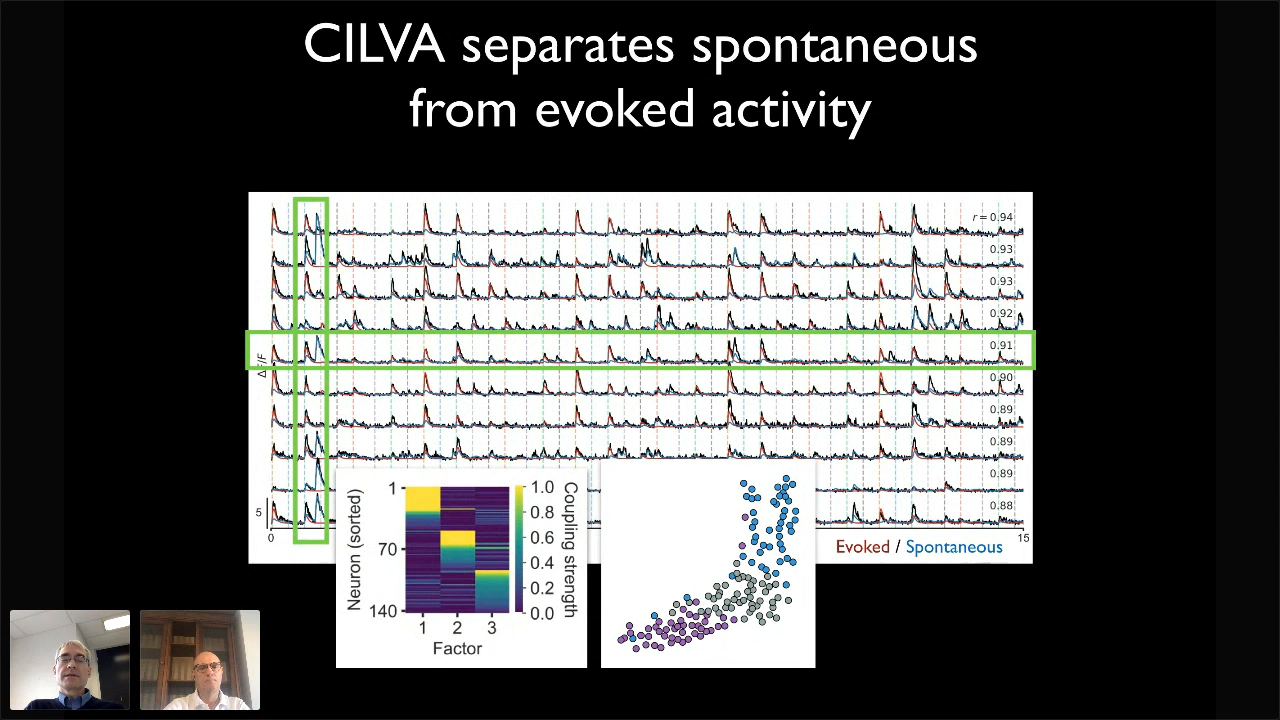 CILVA separates spontaneous
from evoked activity
r = 0.94
0.93
0.93
0.92
0.91
0.90
0.89
0.89
0.89
0.88
5
0
15
Evoked / Spontaneous
Neuron (sorted)
1
70
140
1 2 3
Factor
1.0
0.8
0.6
0.4
0.2
0.0
Coupling strength